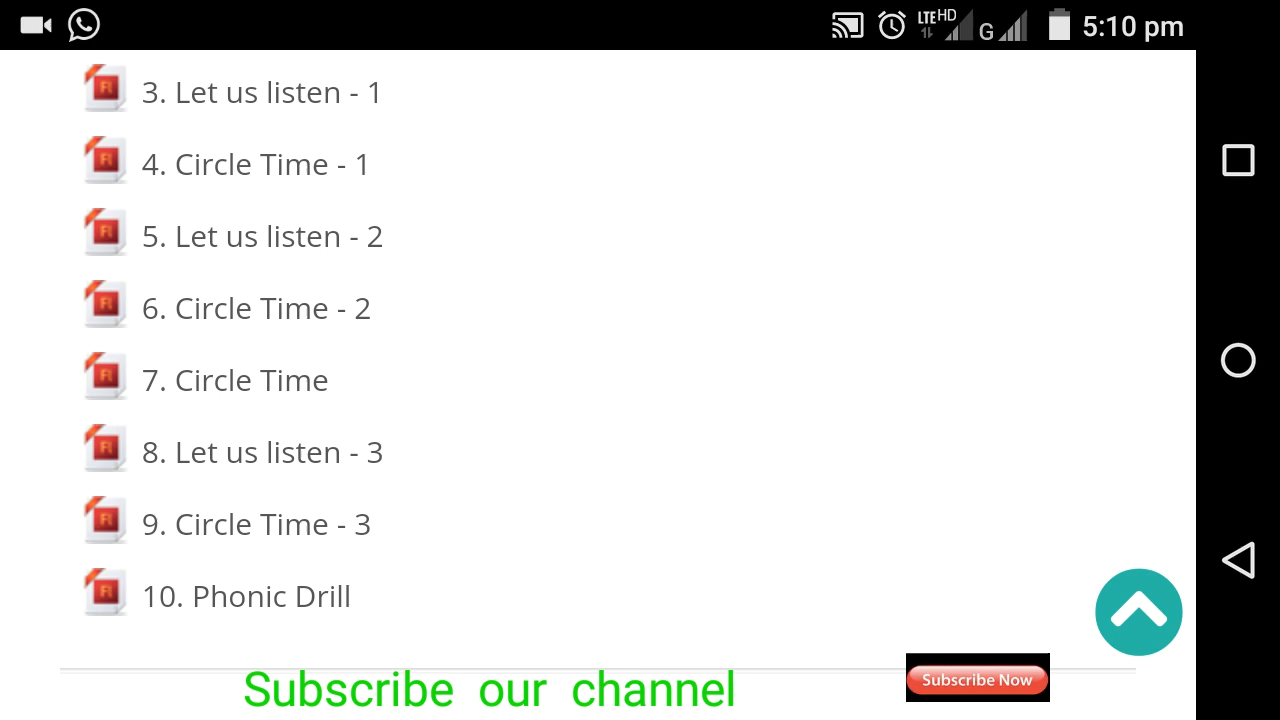 LTE HD G 5:10 pm
3. Let us listen - 1
4. Circle Time - 1
5. Let us listen - 2
6. Circle Time - 2
7. Circle Time
8. Let us listen - 3
9. Circle Time - 3
10. Phonic Drill
Subscribe our channel
Subscribe Now